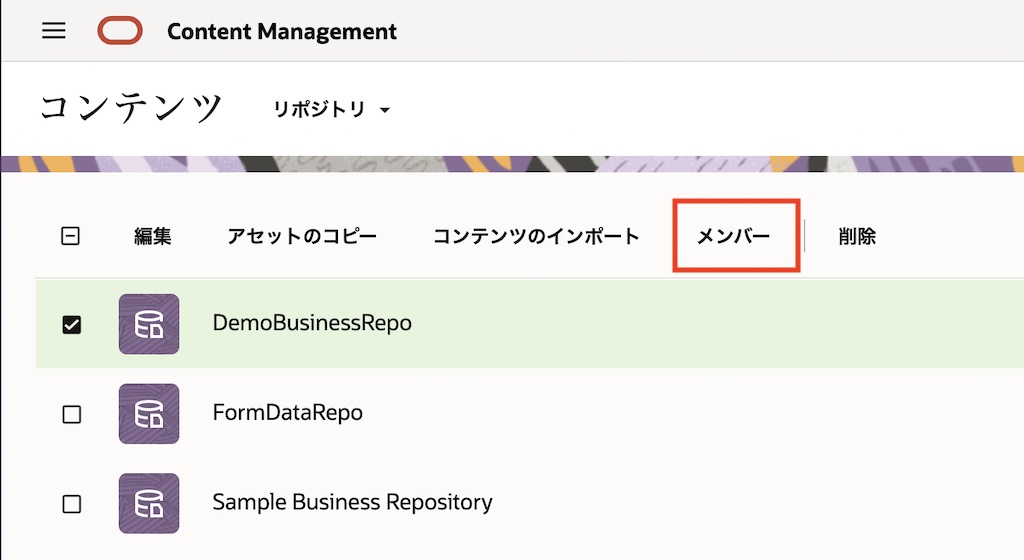 Content Management
コンテンツ リポジトリ
編集 アセットのコピー コンテンツのインポート メンバー 削除
DemoBusinessRepo
FormDataRepo
Sample Business Repository